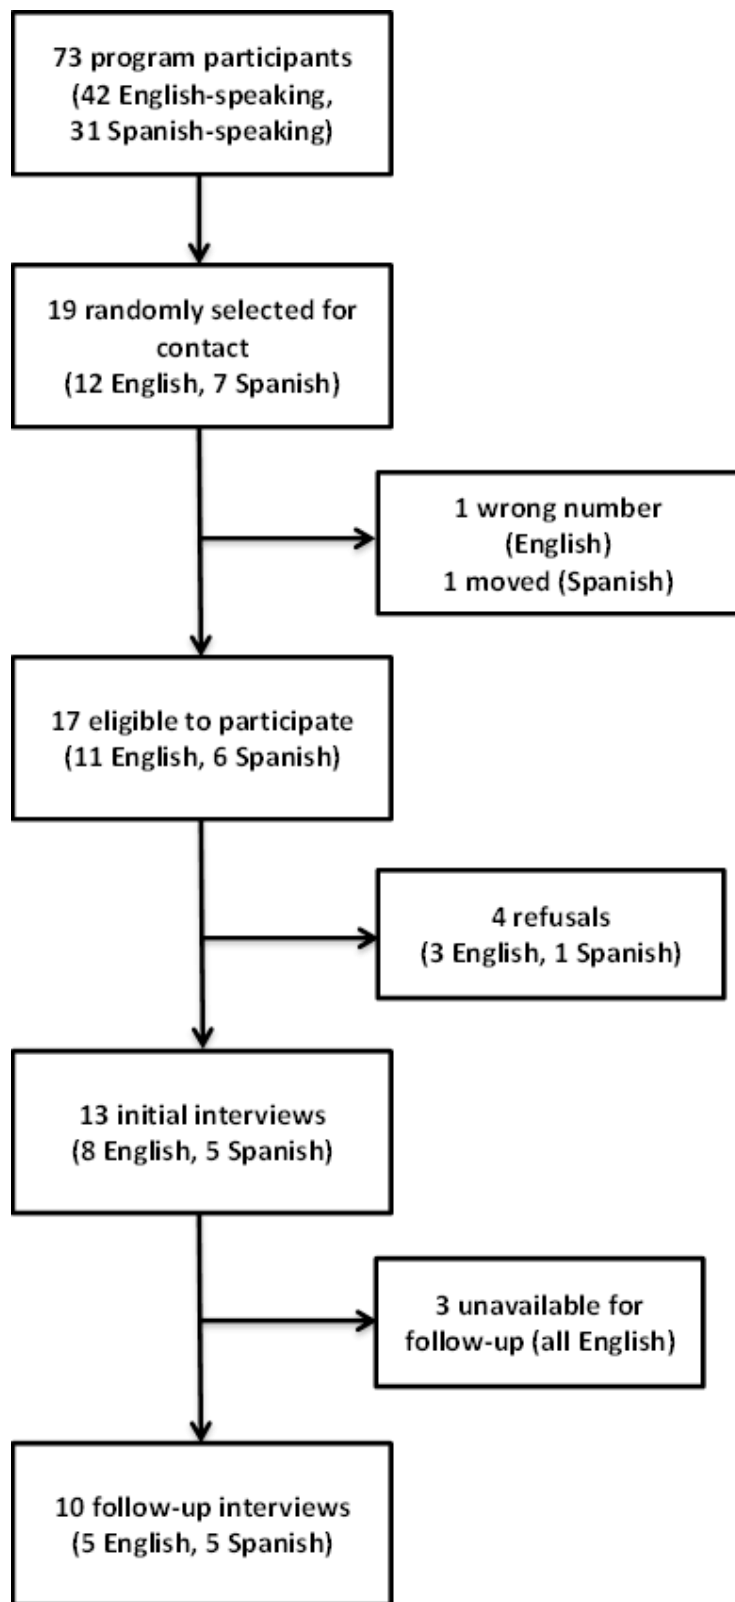 73 program participants
(42 English-speaking,
31 Spanish-speaking)
19 randomly selected for
contact
(12 English, 7 Spanish)
1 wrong number
(English)
1 moved (Spanish)
17 eligible to participate
(11 English, 6 Spanish)
4 refusals
(3 English, 1 Spanish)
13 initial interviews
(8 English, 5 Spanish)
3 unavailable for
follow-up (all English)
10 follow-up interviews
(5 English, 5 Spanish)